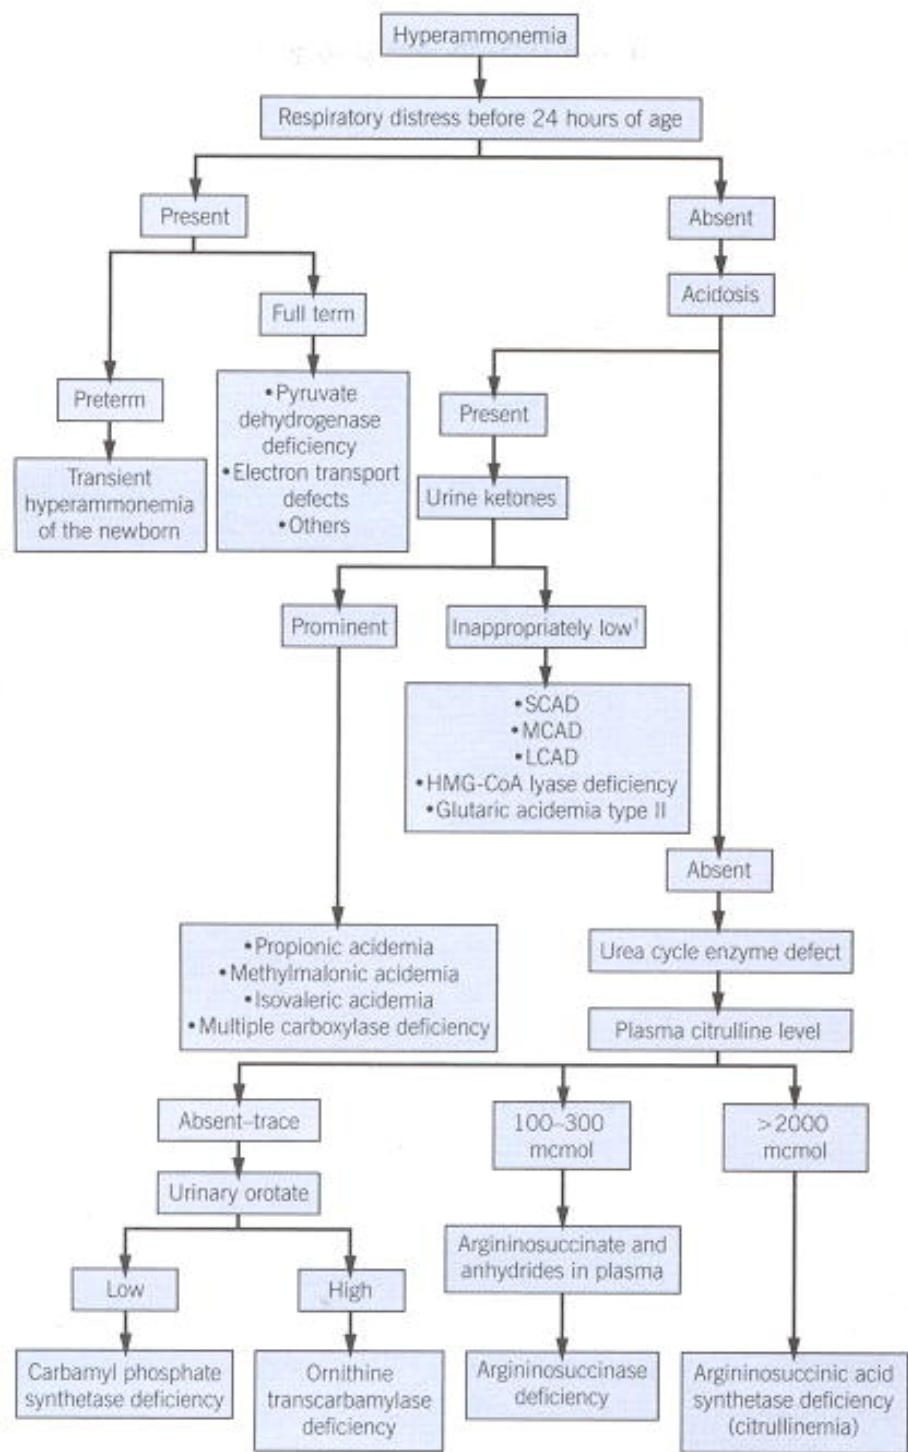 Hyperammonemia
Respiratory distress before 24 hours of age
Present
Absent
Full term
Acidosis
Preterm
•Pyruvate
dehydrogenase
deficiency
•Electron transport
defects
•Others
Present
Transient
hyperammonemia
of the newborn
Urine ketones
Prominent
Inappropriately low†
•SCAD
•MCAD
•LCAD
•HMG-CoA lyase deficiency
•Glutaric acidemia type II
Absent
•Propionic acidemia
•Methylmalonic acidemia
•Isovaleric acidemia
•Multiple carboxylase deficiency
Urea cycle enzyme defect
Plasma citrulline level
Absent–trace
100–300
mcmol
>2000
mcmol
Urinary orotate
Argininosuccinate and
anhydrides in plasma
Low
High
Carbamyl phosphate
synthetase deficiency
Ornithine
transcarbamylase
deficiency
Argininosuccinase
deficiency
Argininosuccinic acid
synthetase deficiency
(citrullinemia)